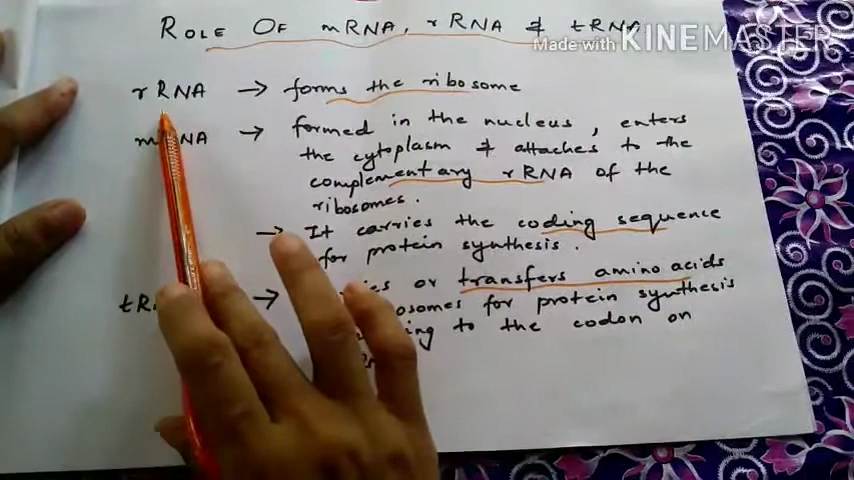 ROLE OF mRNA, rRNA & tRNA
Made with KINEMASTER
rRNA → forms the ribosome
mRNA → formed in the nucleus, enters
the cytoplasm & attaches to the
complementary rRNA of the
ribosomes.
→ It carries the coding sequence
for protein synthesis.
→ or transfers amino acids
for protein synthesis
to the codon on